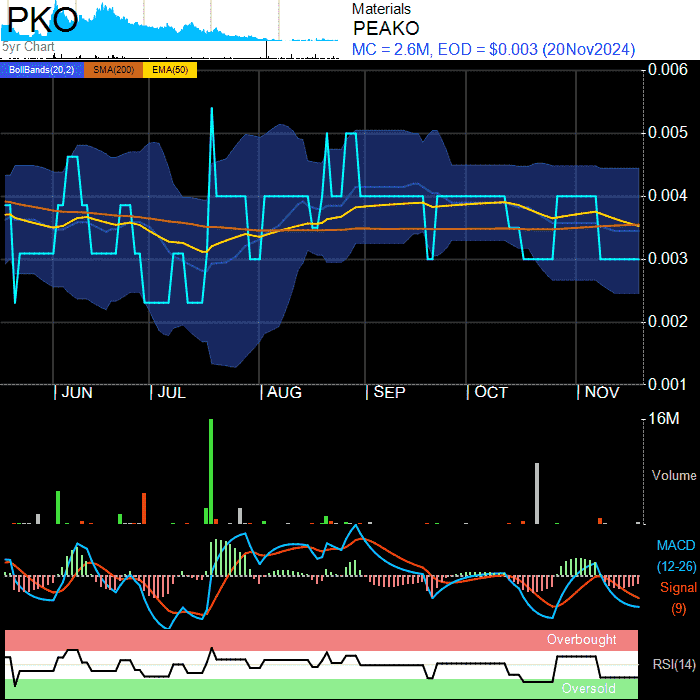 PKO
5yr Chart
Materials
PEAKO
MC = 2.6M, EOD = $0.003 (20Nov2024)
BollBands(20,2) SMA(200) EMA(50)
0.006
0.005
0.004
0.003
0.002
0.001
JUN JUL AUG SEP OCT NOV
16M
Volume
MACD
(12-26)
Signal
(9)
Overbought
RSI(14)
Oversold